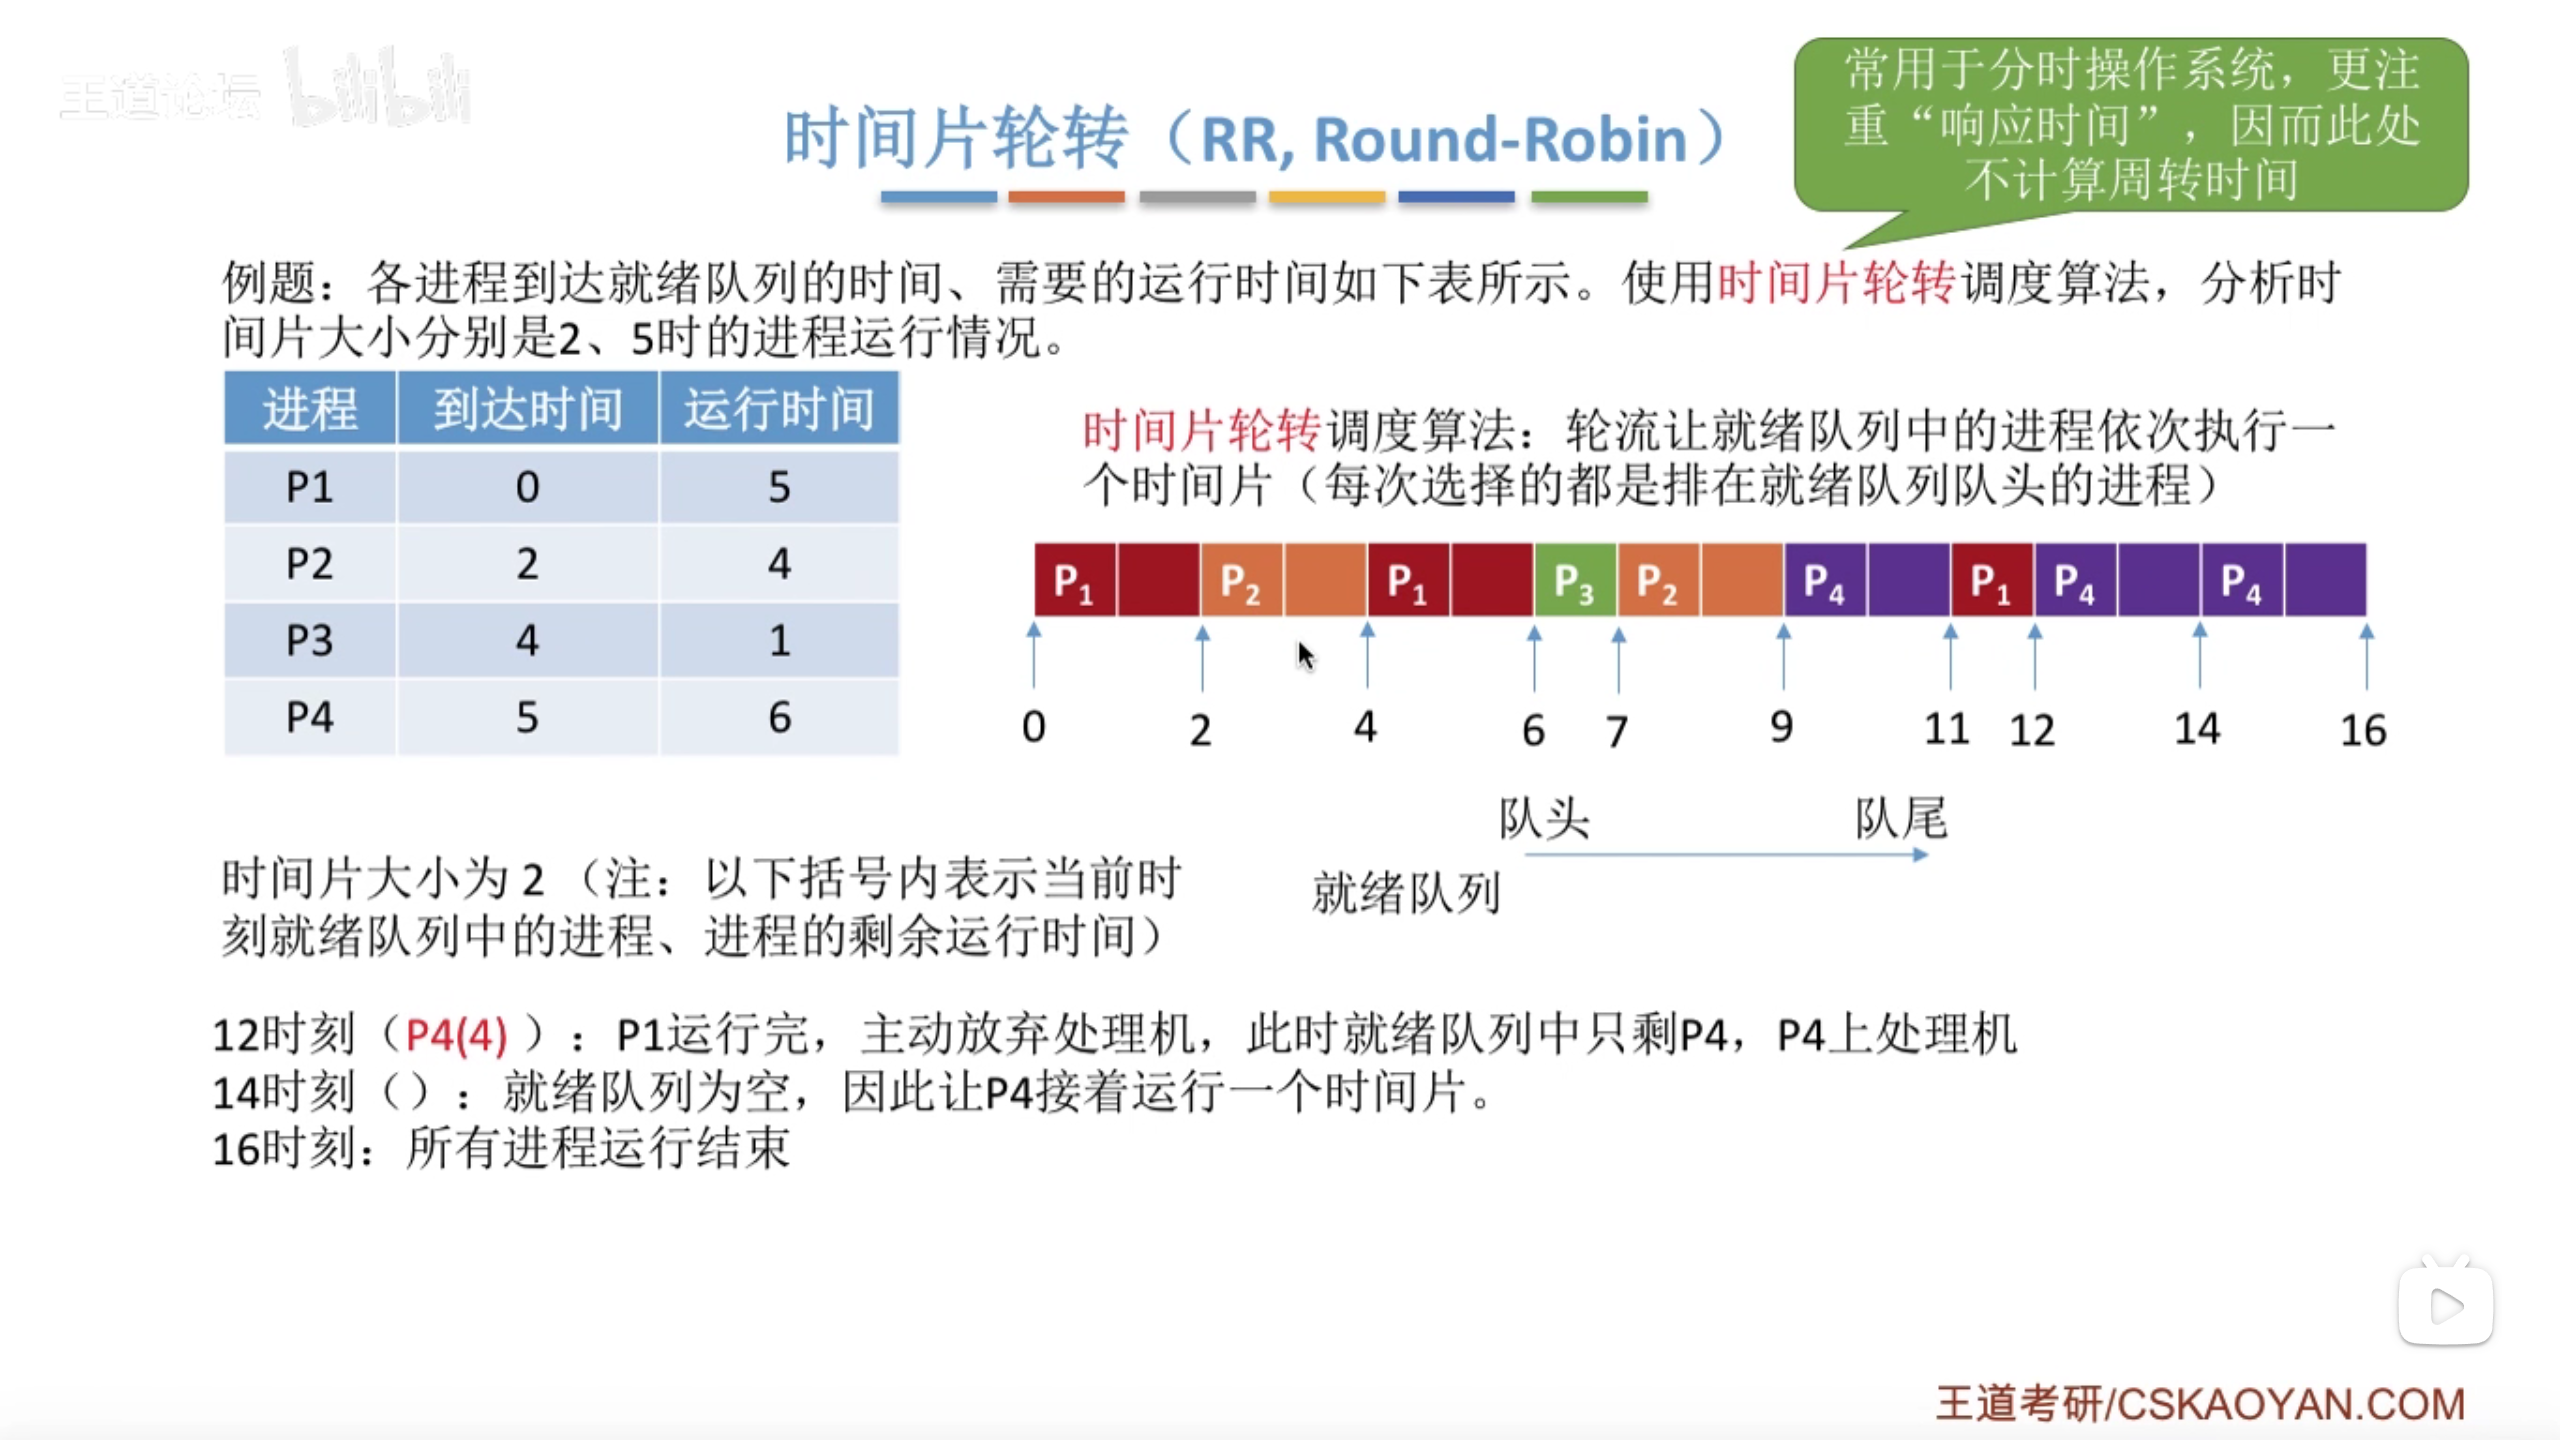 王道论坛 bilibili
常用于分时操作系统，更注
重“响应时间”，因而此处
不计算周转时间
时间片轮转（RR, Round-Robin）
例题：各进程到达就绪队列的时间、需要的运行时间如下表所示。使用时间片轮转调度算法，分析时
间片大小分别是2、5时的进程运行情况。
进程 到达时间 运行时间
P1 0 5
P2 2 4
P3 4 1
P4 5 6
时间片轮转调度算法：轮流让就绪队列中的进程依次执行一
个时间片（每次选择的都是排在就绪队列队头的进程）
P1 P2 P1 P3 P2 P4 P1 P4 P4
0 2 4 6 7 9 11 12 14 16
队头 队尾
就绪队列
时间片大小为 2 （注：以下括号内表示当前时
刻就绪队列中的进程、进程的剩余运行时间）
12时刻（P4(4) ）：P1运行完，主动放弃处理机，此时就绪队列中只剩P4，P4上处理机
14时刻（）：就绪队列为空，因此让P4接着运行一个时间片。
16时刻：所有进程运行结束
王道考研/CSKAOYAN.COM